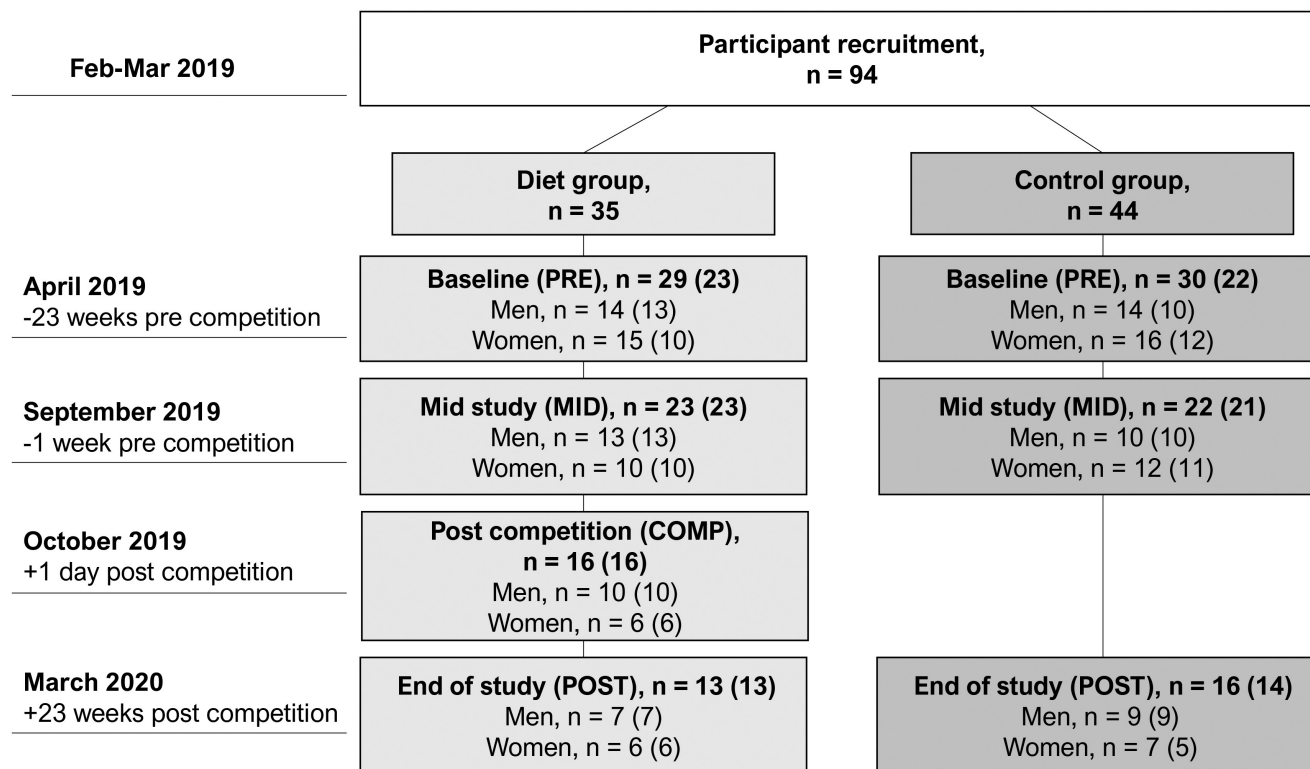 Feb-Mar 2019
Participant recruitment,
n = 94
Diet group,
n = 35
Control group,
n = 44
April 2019
-23 weeks pre competition
Baseline (PRE), n = 29 (23)
Men, n = 14 (13)
Women, n = 15 (10)
Baseline (PRE), n = 30 (22)
Men, n = 14 (10)
Women, n = 16 (12)
September 2019
-1 week pre competition
Mid study (MID), n = 23 (23)
Men, n = 13 (13)
Women, n = 10 (10)
Mid study (MID), n = 22 (21)
Men, n = 10 (10)
Women, n = 12 (11)
October 2019
+1 day post competition
Post competition (COMP),
n = 16 (16)
Men, n = 10 (10)
Women, n = 6 (6)
March 2020
+23 weeks post competition
End of study (POST), n = 13 (13)
Men, n = 7 (7)
Women, n = 6 (6)
End of study (POST), n = 16 (14)
Men, n = 9 (9)
Women, n = 7 (5)